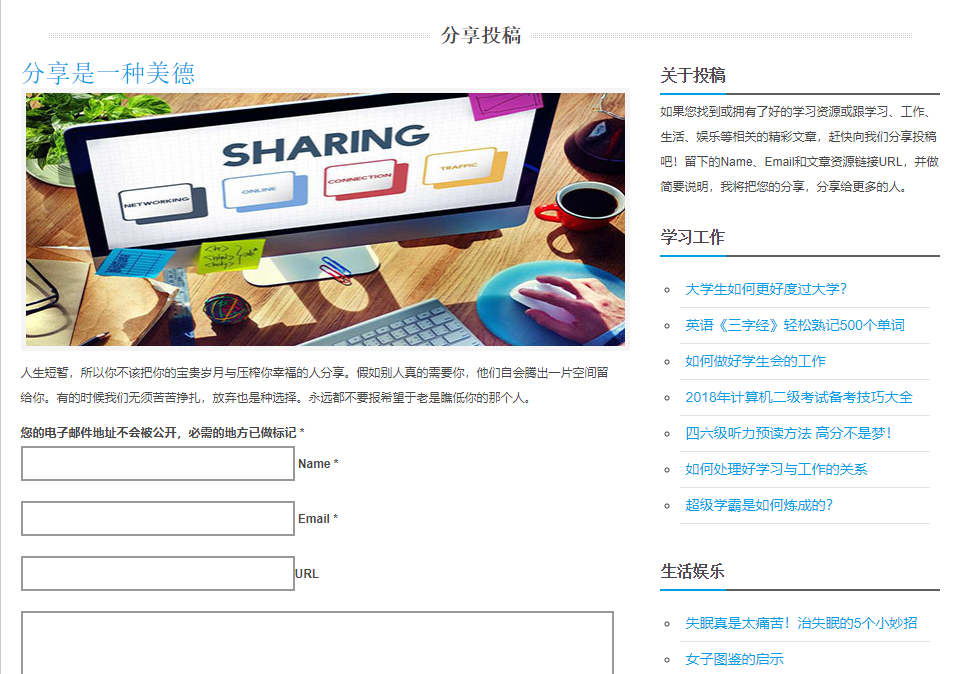 分享投稿
分享是一种美德
SHARING
NETWORKING
ONLINE
CONNECTION
TRAFFIC
人生短暂，所以你不该把你的宝贵岁月与压榨你幸福的人分享。假如别人真的需要你，他们自会腾出一片空间留
给你。有的时候我们无须苦苦挣扎，放弃也是种选择。永远都不要报希望于老是瞧低你的那个人。
您的电子邮件地址不会被公开，必需的地方已做标记 *
Name *
Email *
URL
关于投稿
如果您找到或拥有了好的学习资源或跟学习、工作、
生活、娱乐等相关的精彩文章，赶快向我们分享投稿
吧！留下的Name、Email和文章资源链接URL，并做
简要说明，我将把您的分享，分享给更多的人。
学习工作
大学生如何更好度过大学？
英语《三字经》轻松熟记500个单词
如何做好学生会的工作
2018年计算机二级考试备考技巧大全
四六级听力预读方法 高分不是梦！
如何处理好学习与工作的关系
超级学霸是如何炼成的？
生活娱乐
失眠真是太痛苦！治失眠的5个小妙招
女子图鉴的启示